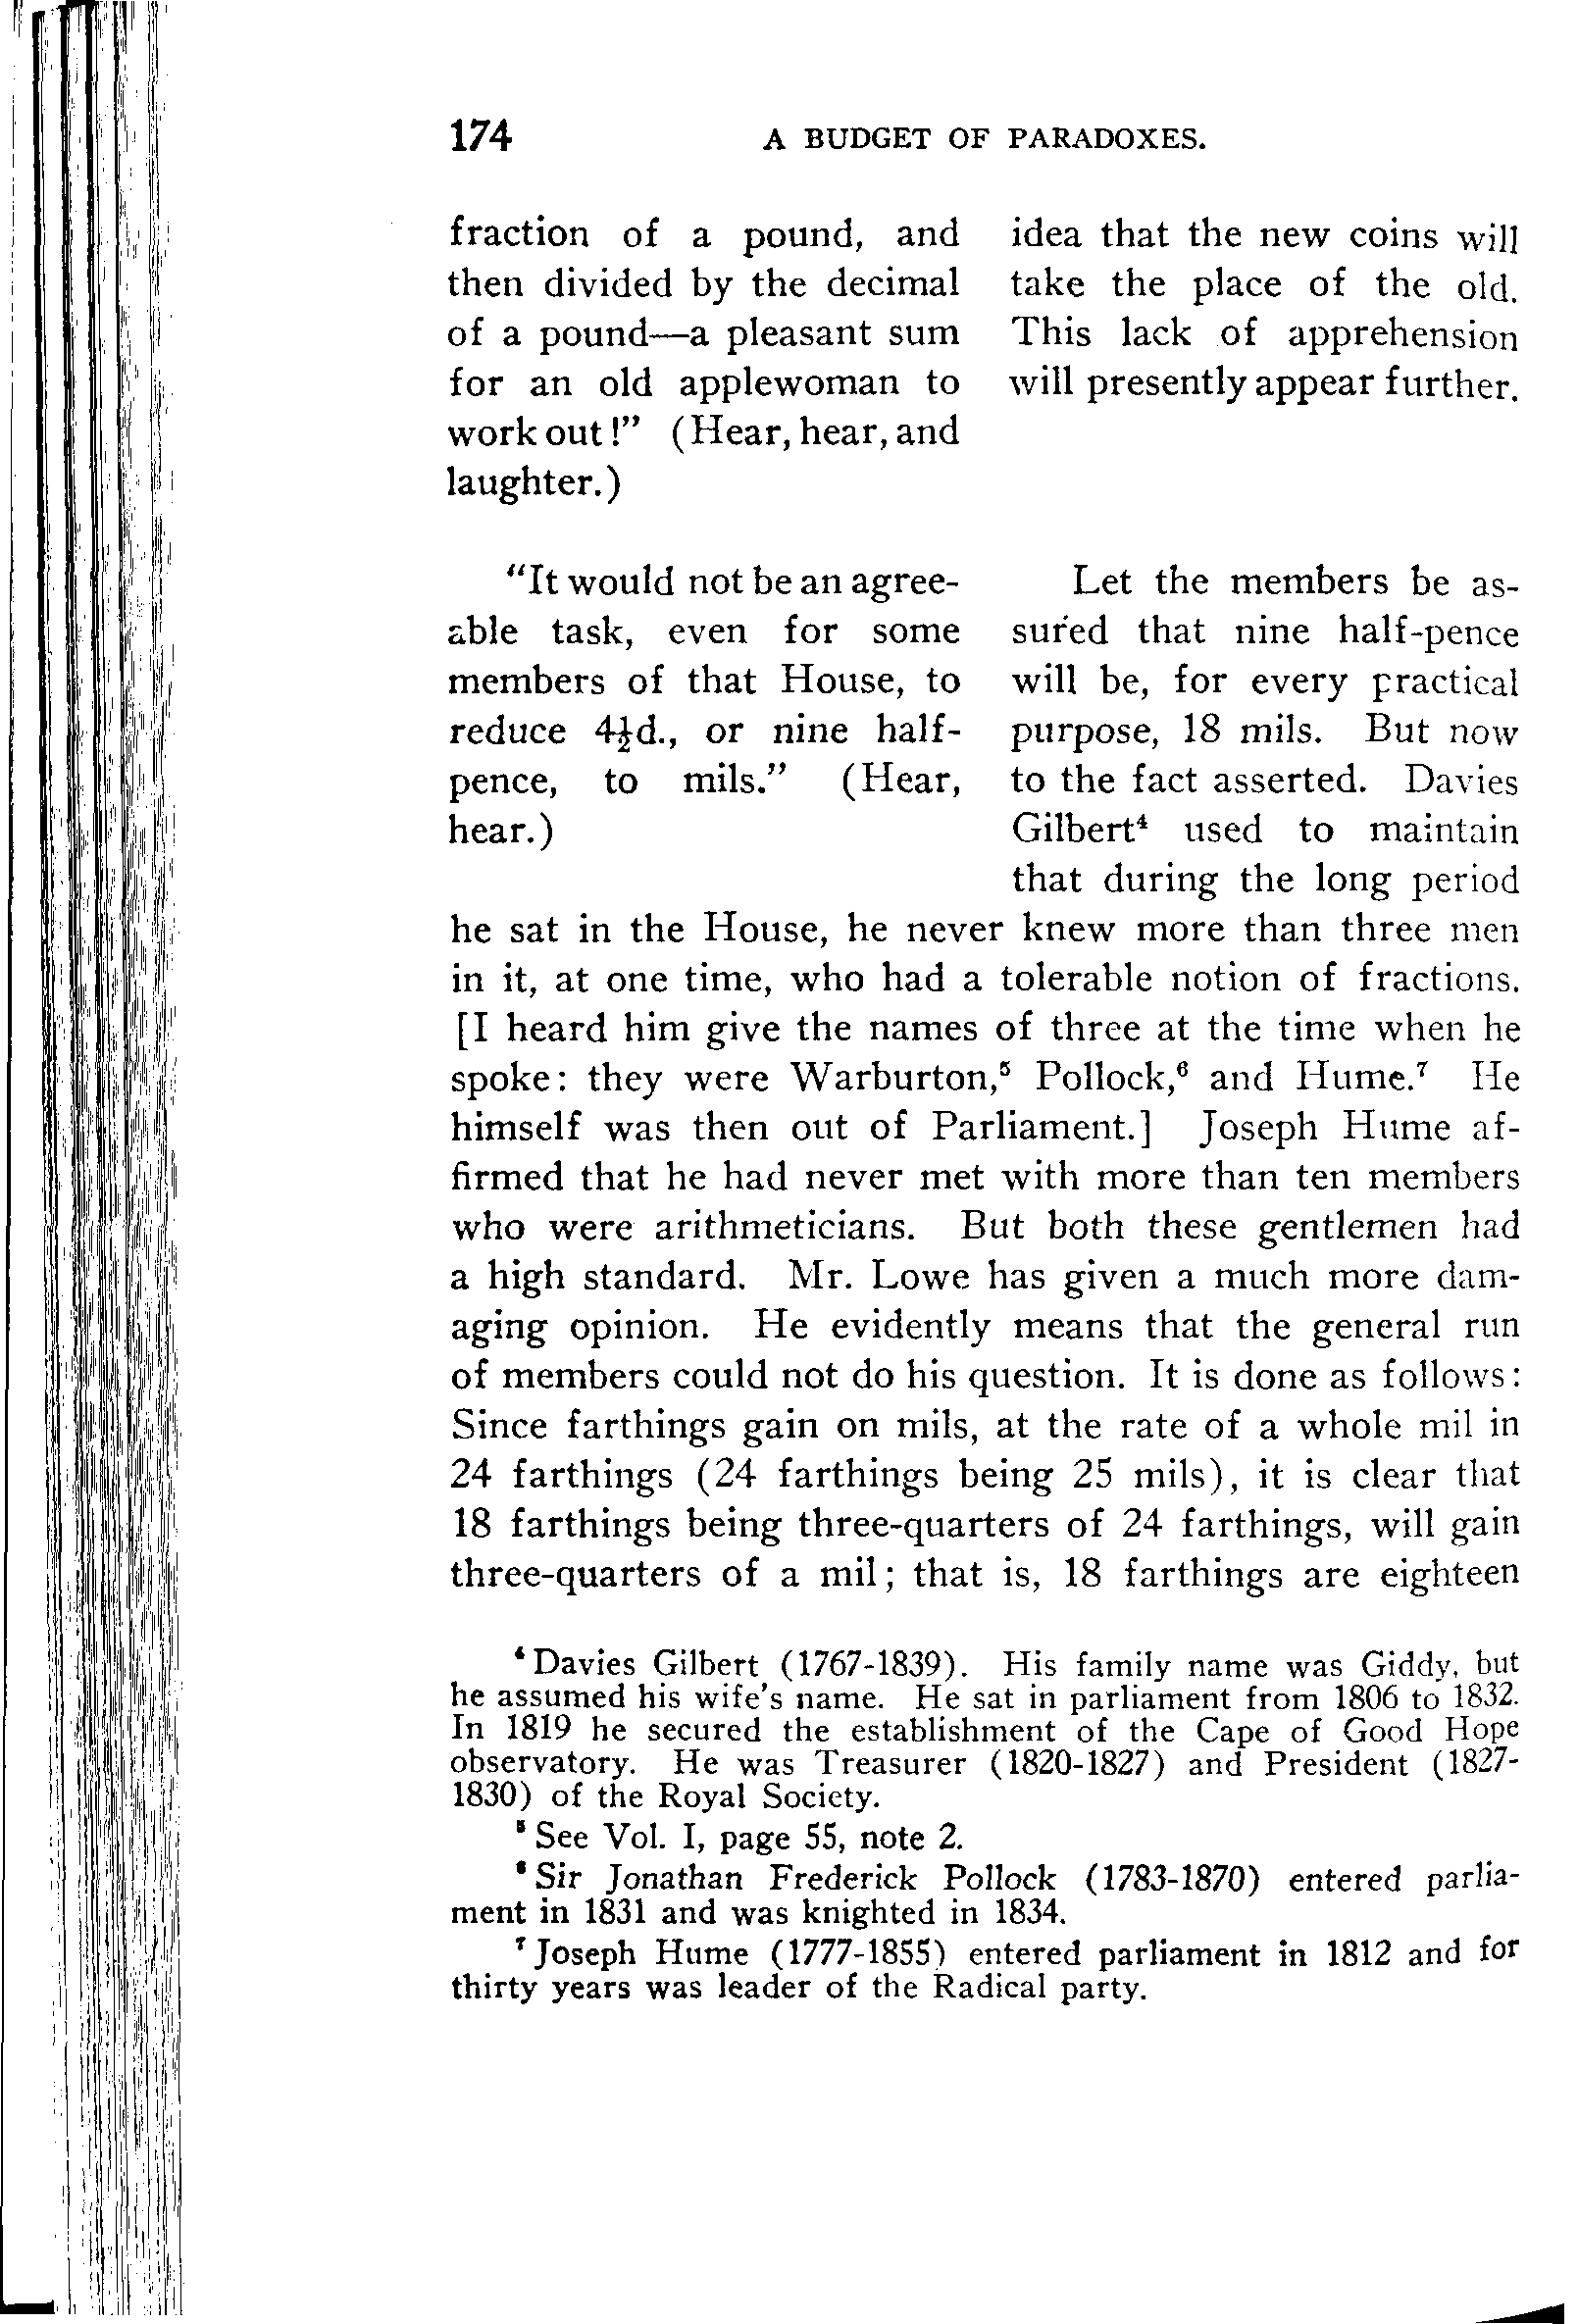 174 A BUDGET OF PARADOXES.
fraction of a pound, and
then divided by the decimal
of a pound—a pleasant sum
for an old applewoman to
work out!” (Hear, hear, and
laughter.)
idea that the new coins will
take the place of the old.
This lack of apprehension
will presently appear further.
“It would not be an agree-
able task, even for some
members of that House, to
reduce 4½d., or nine half-
pence, to mils.” (Hear,
hear.)
Let the members be as-
sured that nine half-pence
will be, for every practical
purpose, 18 mils. But now
to the fact asserted. Davies
Gilbert⁴ used to maintain
that during the long period
he sat in the House, he never knew more than three men
in it, at one time, who had a tolerable notion of fractions.
[I heard him give the names of three at the time when he
spoke: they were Warburton,⁵ Pollock,⁶ and Hume.⁷ He
himself was then out of Parliament.] Joseph Hume af-
firmed that he had never met with more than ten members
who were arithmeticians. But both these gentlemen had
a high standard. Mr. Lowe has given a much more dam-
aging opinion. He evidently means that the general run
of members could not do his question. It is done as follows:
Since farthings gain on mils, at the rate of a whole mil in
24 farthings (24 farthings being 25 mils), it is clear that
18 farthings being three-quarters of 24 farthings, will gain
three-quarters of a mil; that is, 18 farthings are eighteen
⁴ Davies Gilbert (1767-1839). His family name was Giddy, but
he assumed his wife's name. He sat in parliament from 1806 to 1832.
In 1819 he secured the establishment of the Cape of Good Hope
observatory. He was Treasurer (1820-1827) and President (1827-
1830) of the Royal Society.
⁵ See Vol. I, page 55, note 2.
⁶ Sir Jonathan Frederick Pollock (1783-1870) entered parlia-
ment in 1831 and was knighted in 1834.
⁷ Joseph Hume (1777-1855) entered parliament in 1812 and for
thirty years was leader of the Radical party.